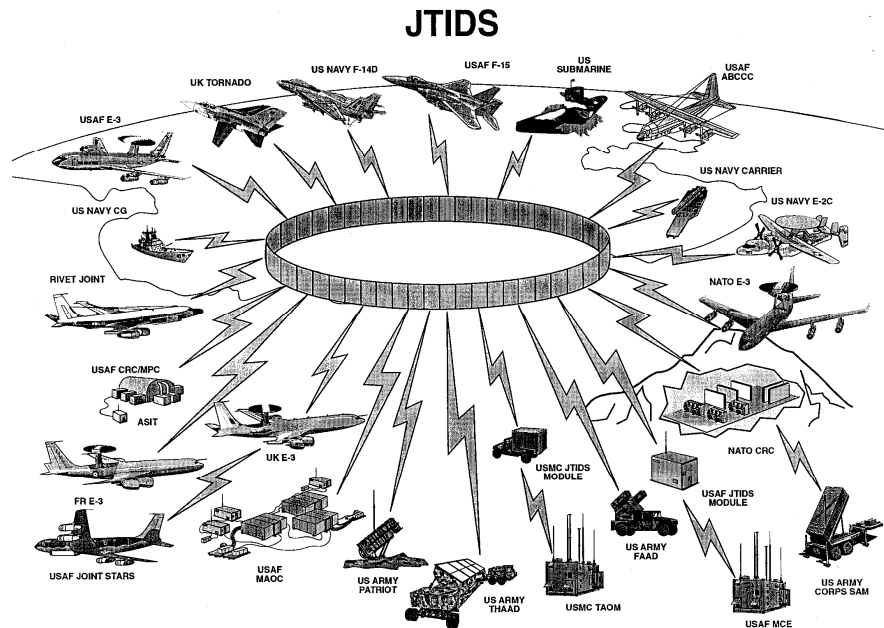 JTIDS
UK TORNADO
US NAVY F-14D
USAF F-15
US
SUBMARINE
USAF
ABCCC
USAF E-3
US NAVY CARRIER
US NAVY CG
US NAVY E-2C
RIVET JOINT
NATO E-3
USAF CRC/MPC
ASIT
UK E-3
USMC JTIDS
MODULE
NATO CRC
FR E-3
USAF JTIDS
MODULE
USAF JOINT STARS
USAF
MAOC
US ARMY
PATRIOT
US ARMY
THAAD
USMC TAOM
US ARMY
FAAD
USAF MCE
US ARMY
CORPS SAM